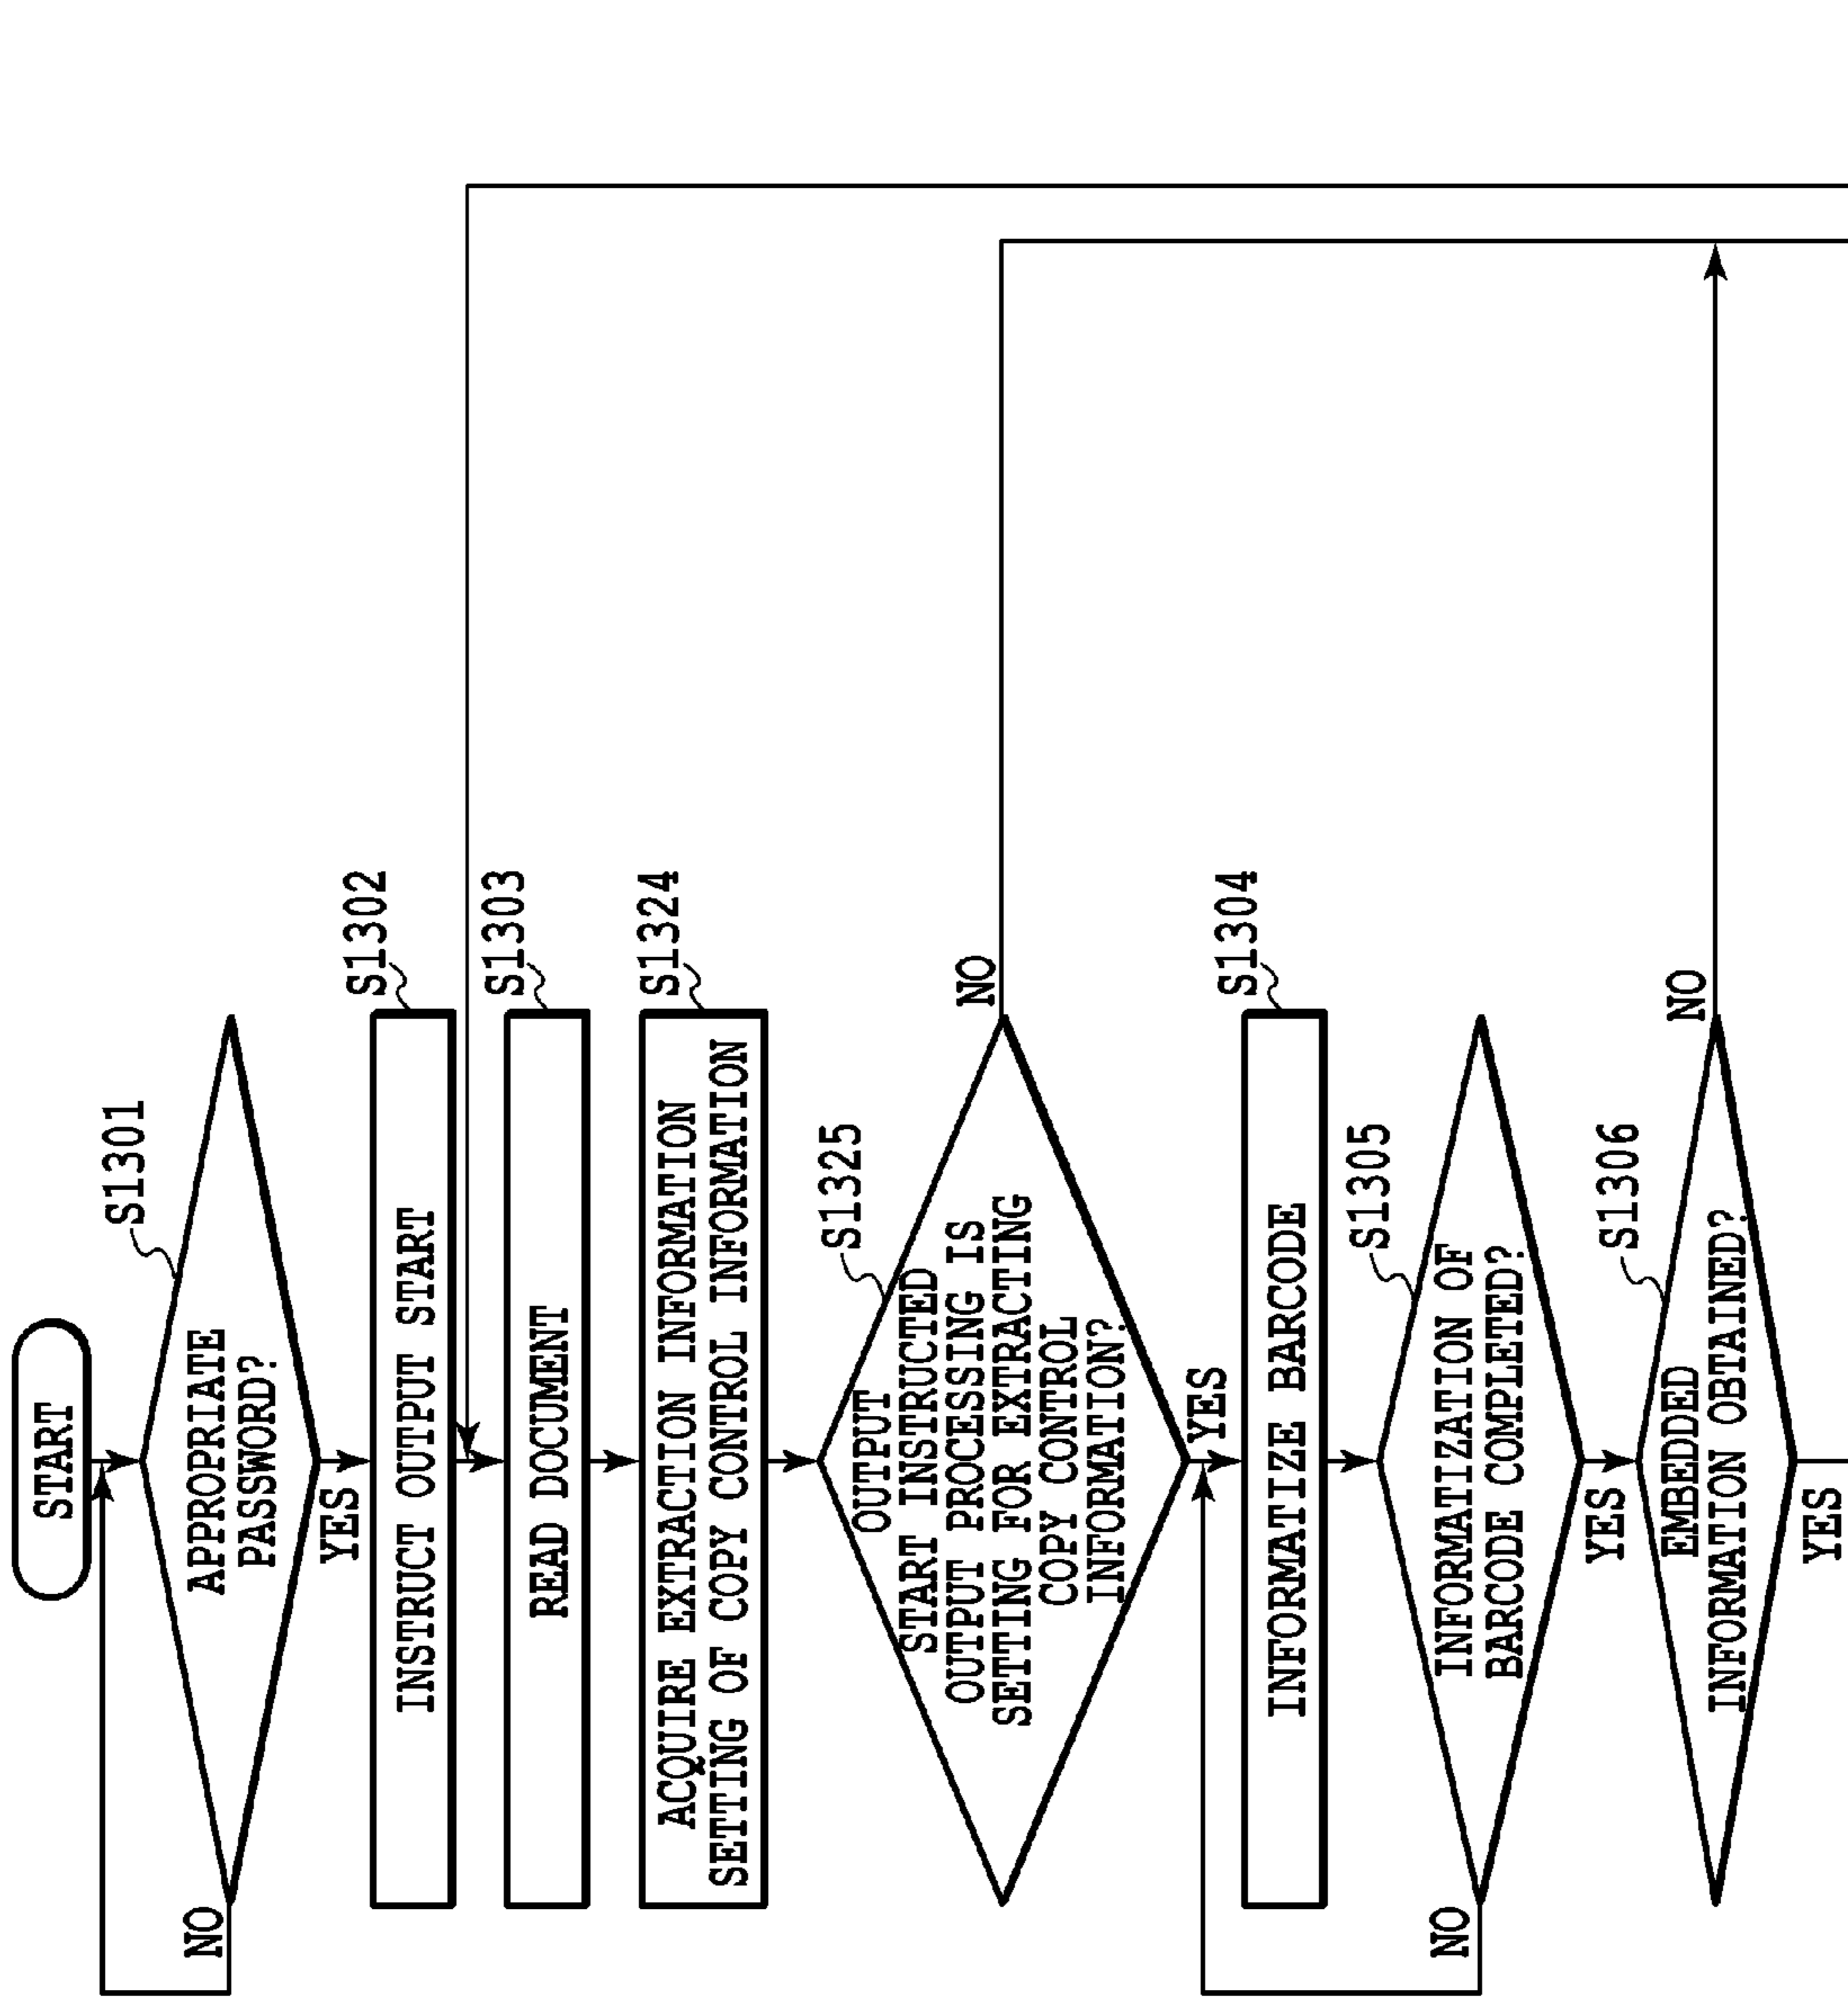 START
S1301
APPROPRIATE
PASSWORD?
NO
YES
S1302
INSTRUCT OUTPUT START
S1303
READ DOCUMENT
S1324
ACQUIRE EXTRACTION INFORMATION
SETTING OF COPY CONTROL INFORMATION
S1325
OUTPUT
START INSTRUCTED
OUTPUT PROCESSING IS
SETTING FOR EXTRACTING
COPY CONTROL
INFORMATION?
NO
YES
S1304
INFORMATIZE BARCODE
S1305
INFORMATIZATION OF
BARCODE COMPLETED?
NO
YES
S1306
EMBEDDED
INFORMATION OBTAINED?
NO
YES